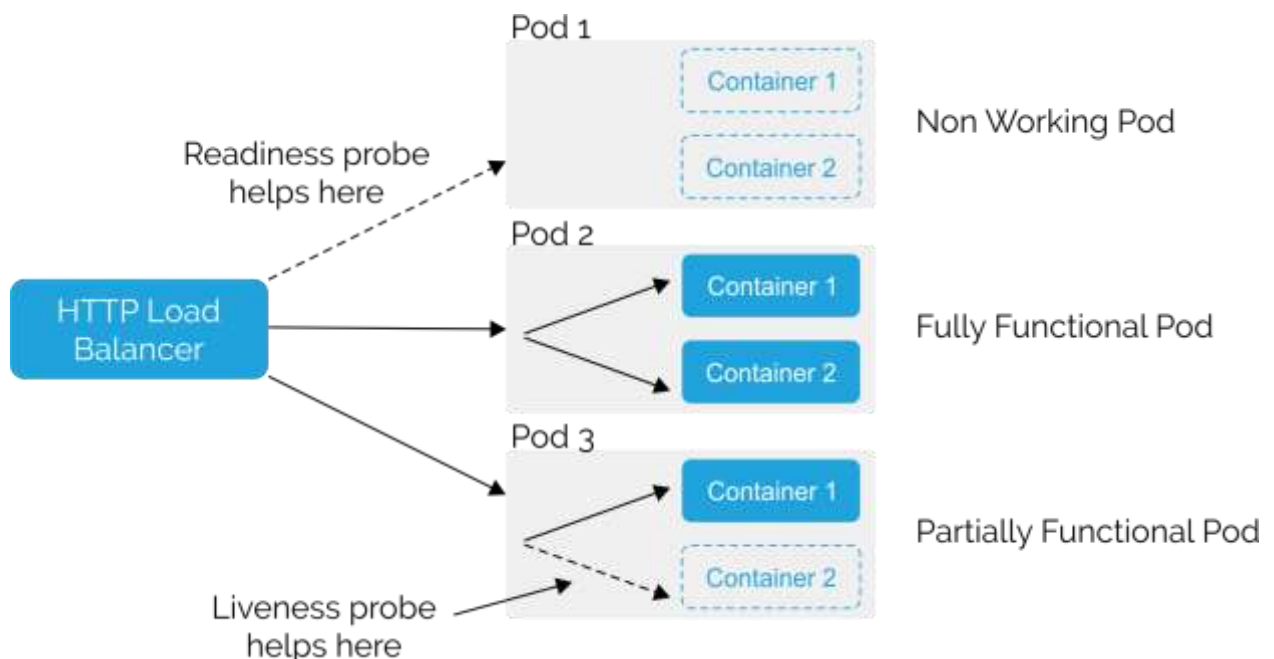 Pod 1
Container 1
Container 2
Non Working Pod
Readiness probe
helps here
Pod 2
Container 1
Container 2
Fully Functional Pod
HTTP Load
Balancer
Pod 3
Container 1
Container 2
Partially Functional Pod
Liveness probe
helps here